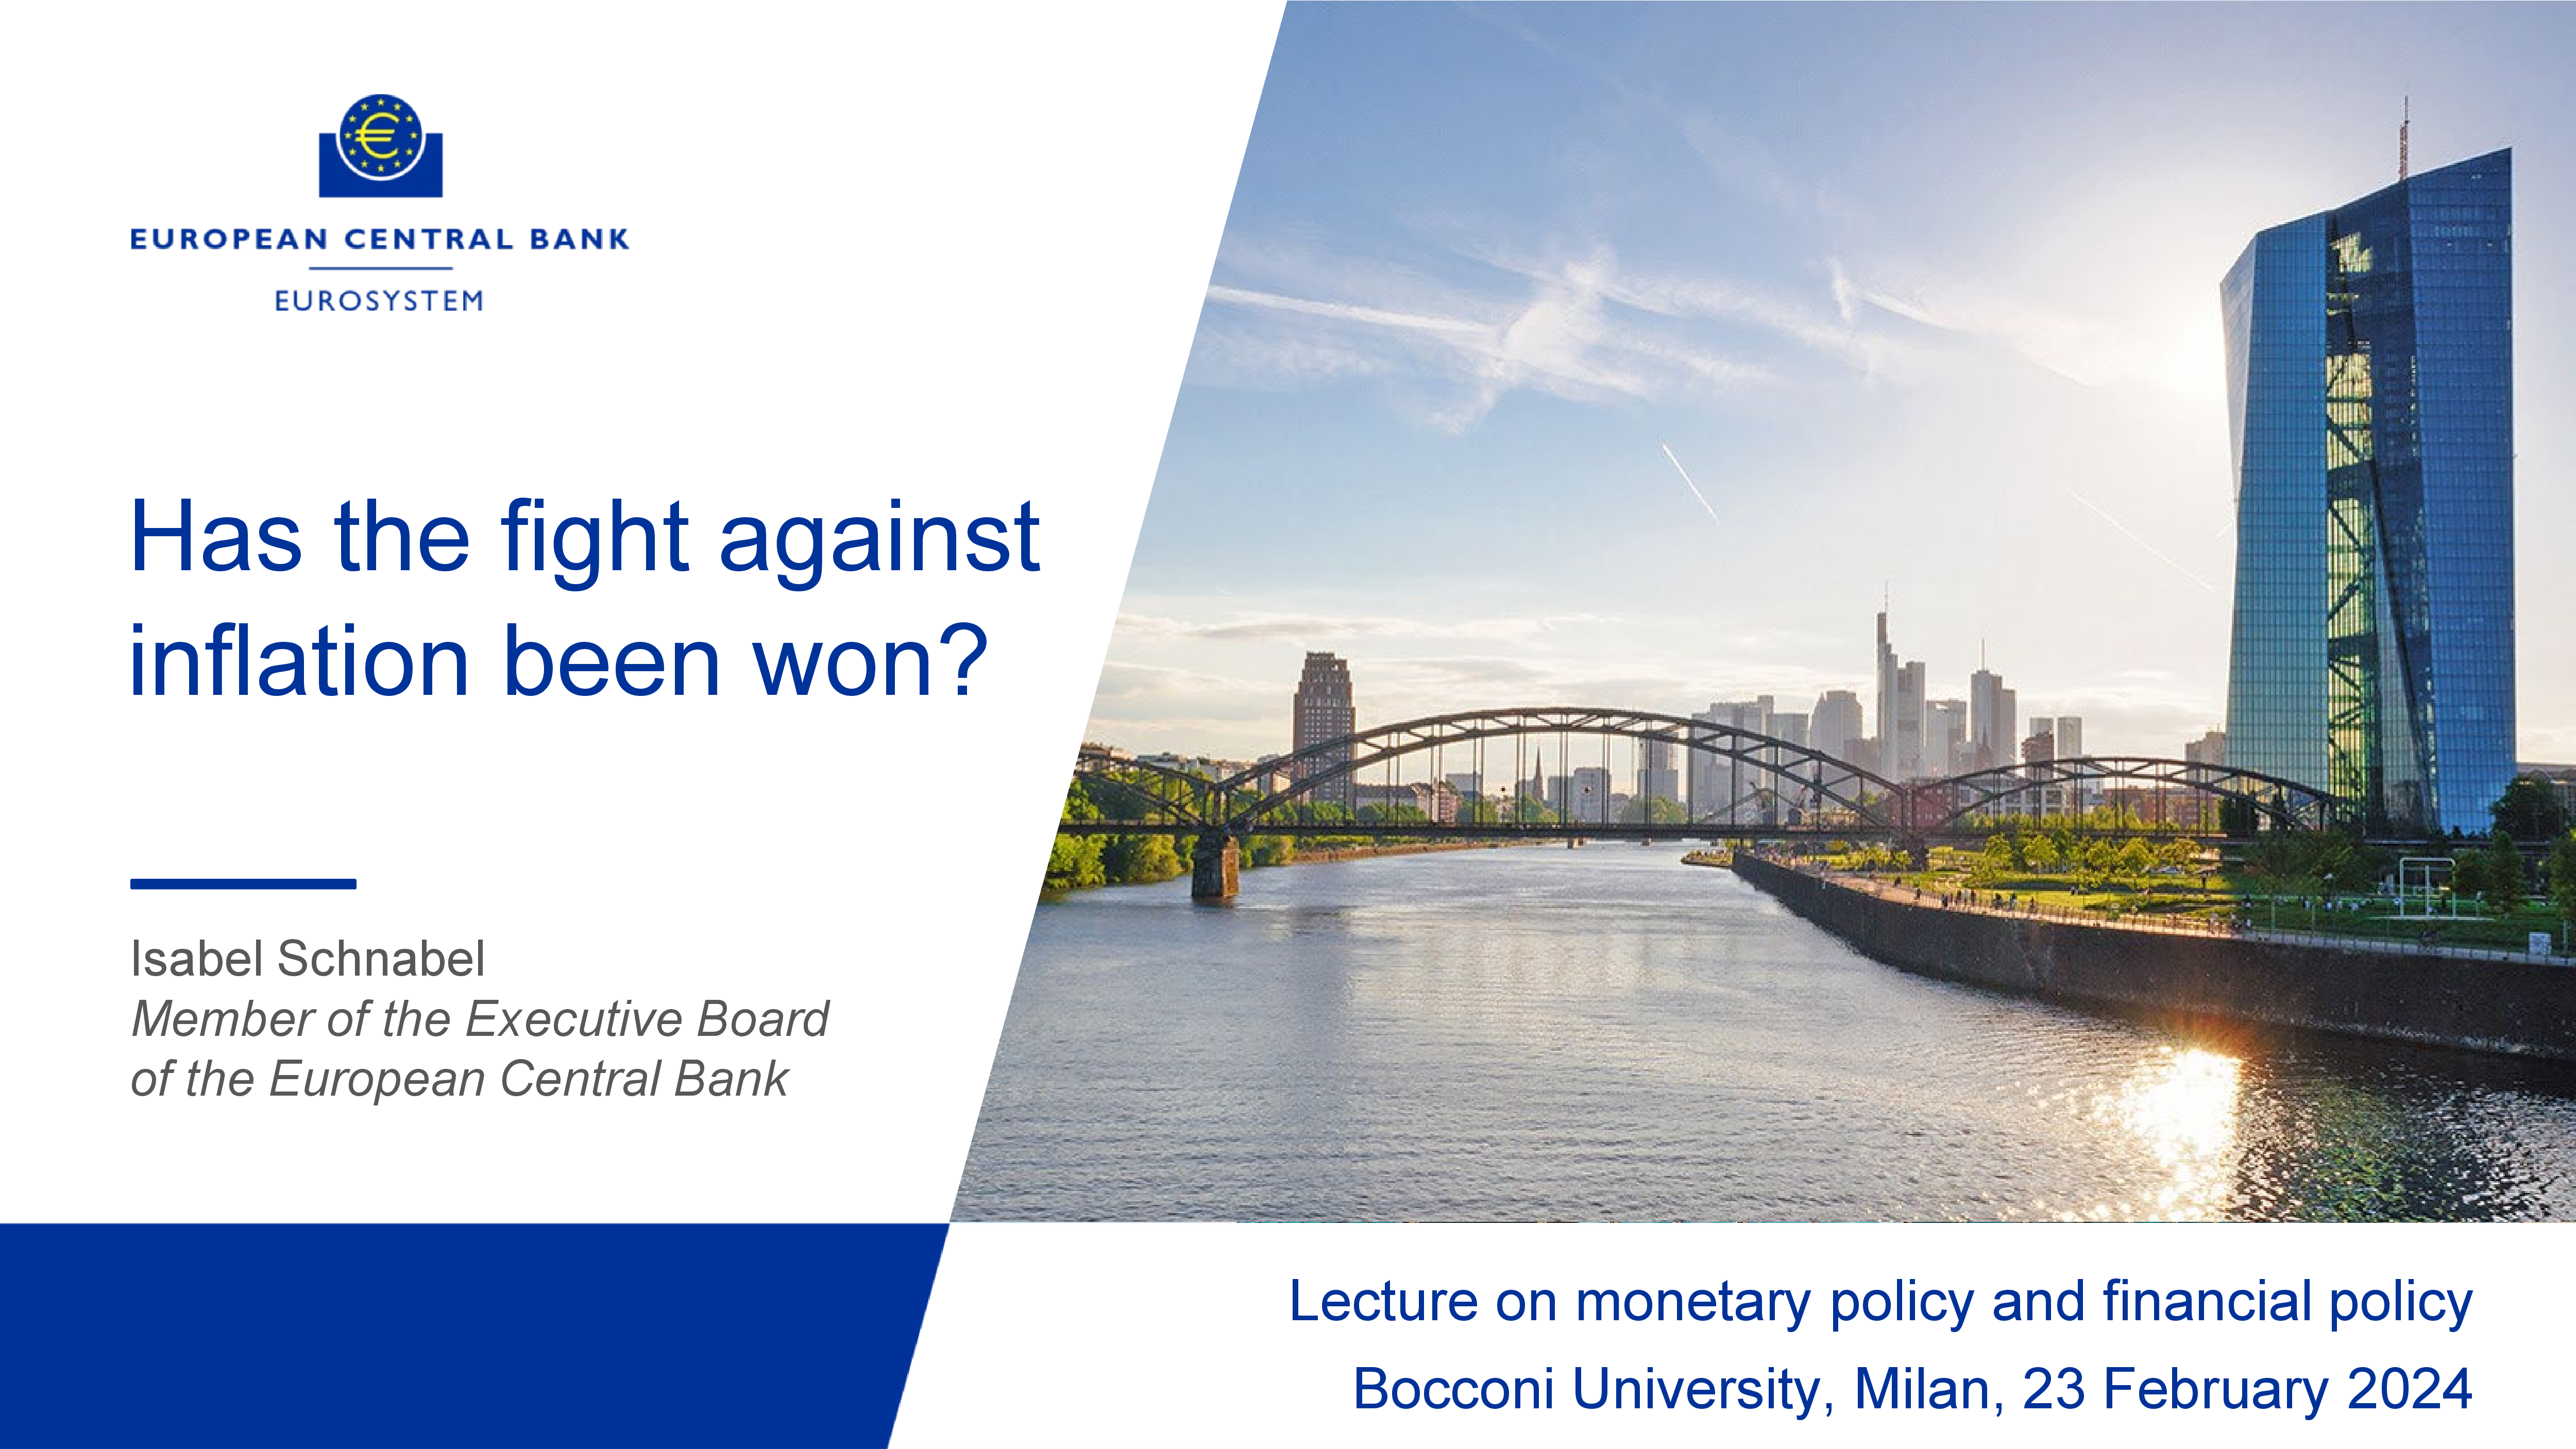 €
EUROPEAN CENTRAL BANK
EUROSYSTEM
Has the fight against
inflation been won?
Isabel Schnabel
Member of the Executive Board
of the European Central Bank
Lecture on monetary policy and financial policy
Bocconi University, Milan, 23 February 2024